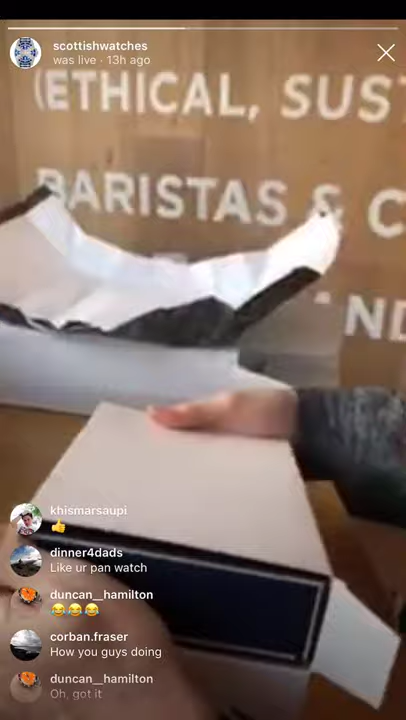 scottishwatches
was live · 13h ago
(ETHICAL, SUS
BARISTAS & C
ND
khismarsaupi
👍
dinner4dads
Like ur pan watch
duncan__hamilton
😂😂😂
corban.fraser
How you guys doing
duncan__hamilton
Oh, got it